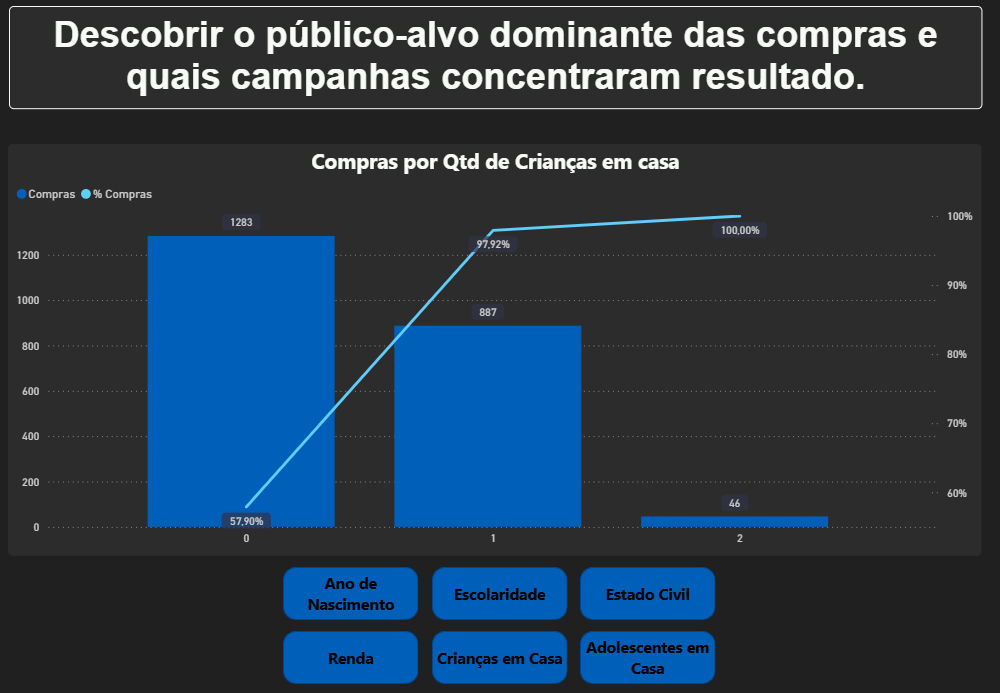 Descobrir o público-alvo dominante das compras e
quais campanhas concentraram resultado.
Compras por Qtd de Crianças em casa
Compras % Compras
1283
100%
97,92%
100,00%
1200
90%
1000
887
80%
800
600
70%
400
200
60%
46
57,90%
0
0 1 2
Ano de
Nascimento
Escolaridade
Estado Civil
Renda
Crianças em Casa
Adolescentes em
Casa